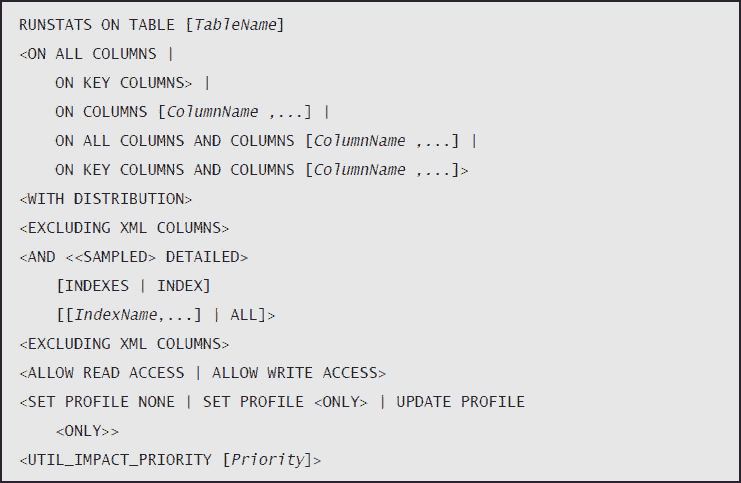 RUNSTATS ON TABLE [TableName]
<ON ALL COLUMNS |
ON KEY COLUMNS> |
ON COLUMNS [ColumnName ,...] |
ON ALL COLUMNS AND COLUMNS [ColumnName ,...] |
ON KEY COLUMNS AND COLUMNS [ColumnName ,...]>
<WITH DISTRIBUTION>
<EXCLUDING XML COLUMNS>
<AND <<SAMPLED> DETAILED>
[INDEXES | INDEX]
[[IndexName,...] | ALL]>
<EXCLUDING XML COLUMNS>
<ALLOW READ ACCESS | ALLOW WRITE ACCESS>
<SET PROFILE NONE | SET PROFILE <ONLY> | UPDATE PROFILE
<ONLY>>
<UTIL_IMPACT_PRIORITY [Priority]>